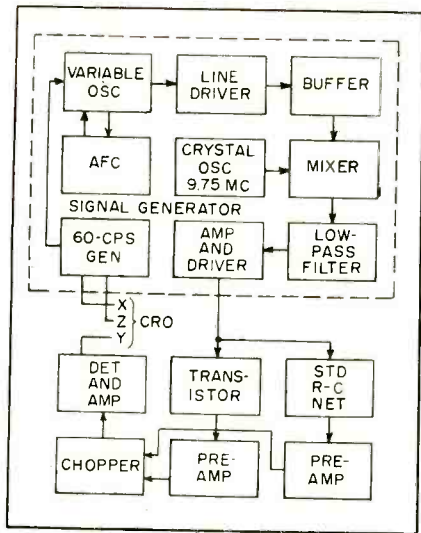 VARIABLE
OSC
LINE
DRIVER
BUFFER
AFC
CRYSTAL
OSC
9.75 MC
MIXER
SIGNAL GENERATOR
60-CPS
GEN
AMP
AND
DRIVER
LOW-
PASS
FILTER
X
Z
Y
CRO
DET
AND
AMP
TRANS-
ISTOR
STD
R-C
NET
CHOPPER
PRE-
AMP
PRE-
AMP